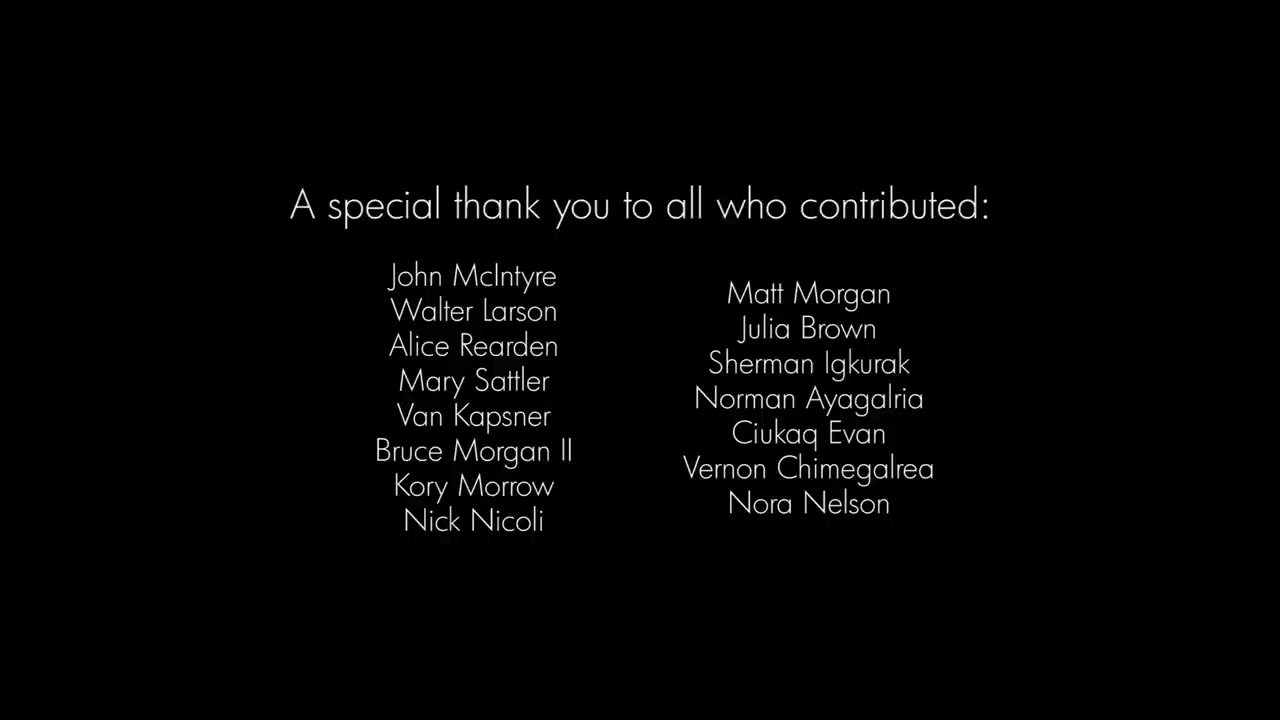 A special thank you to all who contributed:
John McIntyre
Walter Larson
Alice Rearden
Mary Sattler
Van Kapsner
Bruce Morgan II
Kory Morrow
Nick Nicoli
Matt Morgan
Julia Brown
Sherman Igkurak
Norman Ayagalria
Ciukaq Evan
Vernon Chimegalrea
Nora Nelson